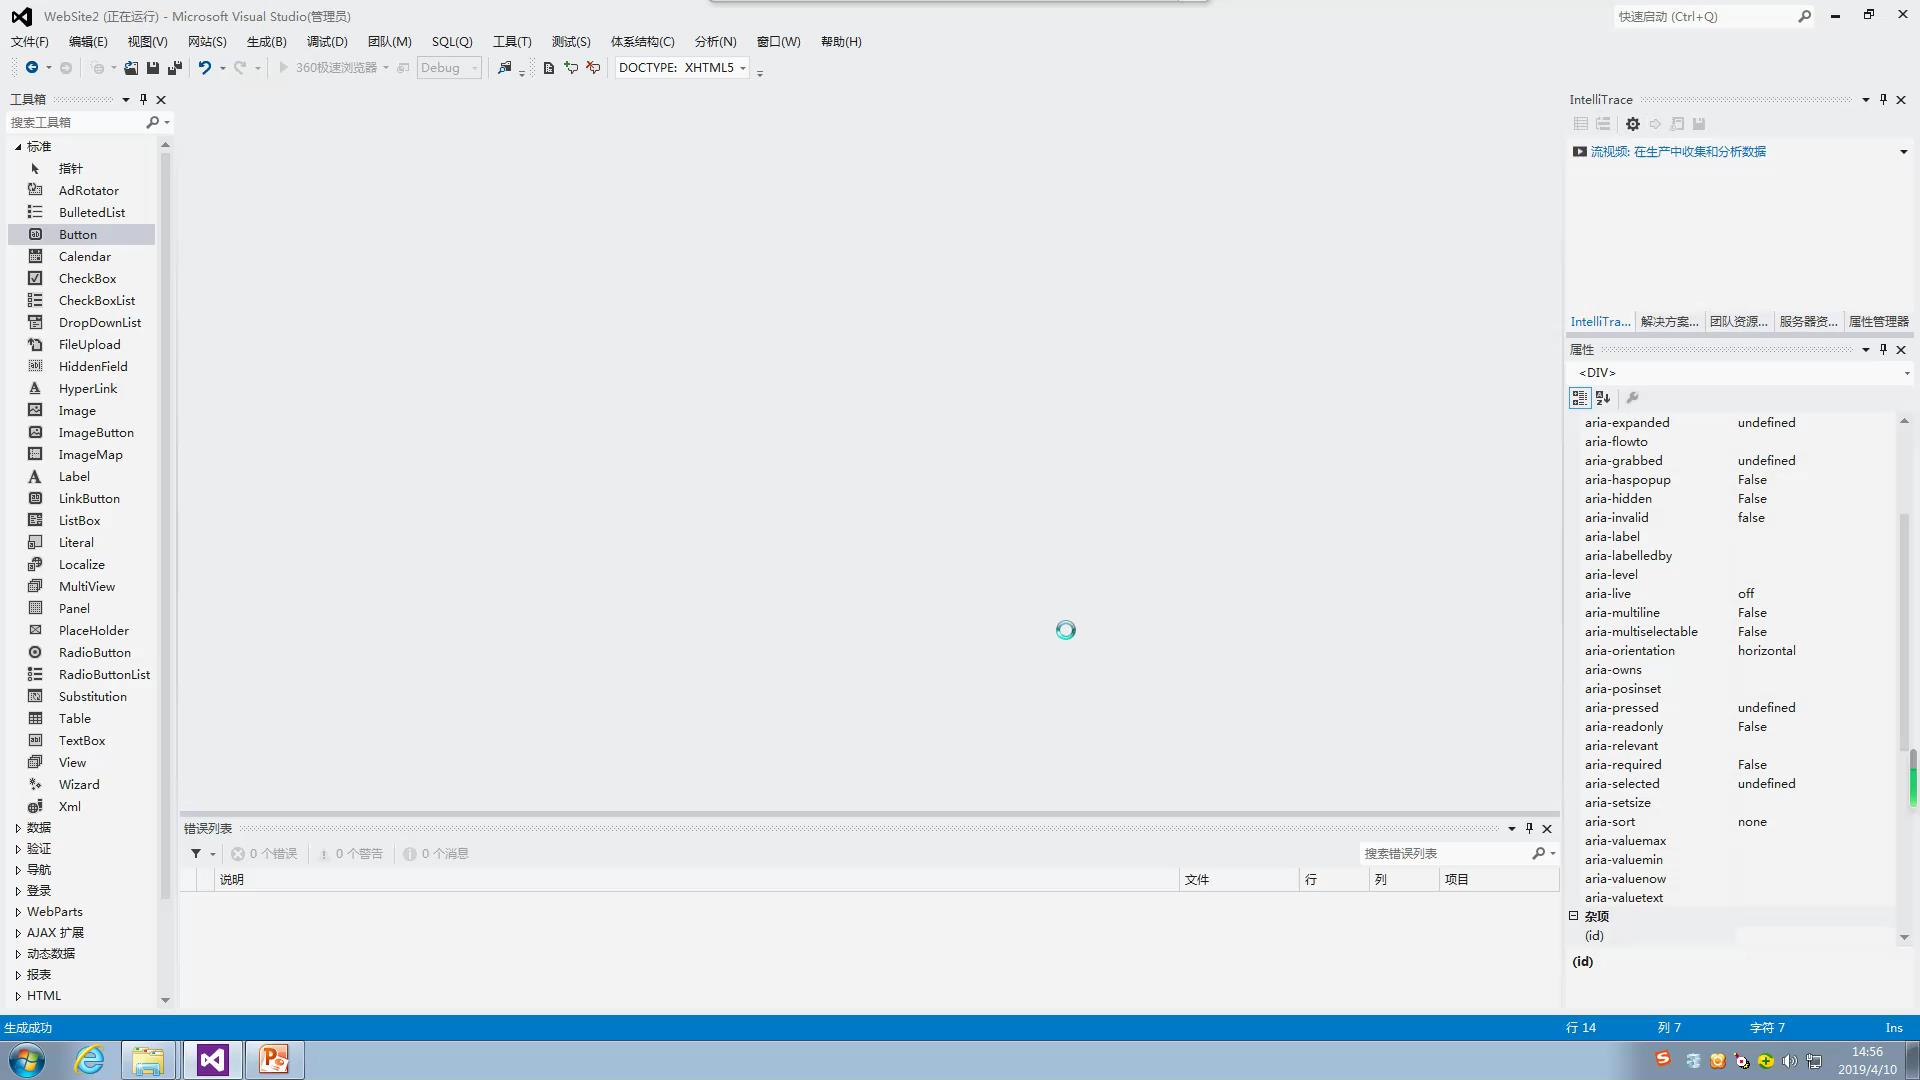 WebSite2 (正在运行) - Microsoft Visual Studio(管理员)
快速启动 (Ctrl+Q)
文件(F) 编辑(E) 视图(V) 网站(S) 生成(B) 调试(D) 团队(M) SQL(Q) 工具(T) 测试(S) 体系结构(C) 分析(N) 窗口(W) 帮助(H)
360极速浏览器 Debug DOCTYPE: XHTML5
工具箱
搜索工具箱
标准
指针
AdRotator
BulletedList
Button
Calendar
CheckBox
CheckBoxList
DropDownList
FileUpload
HiddenField
HyperLink
Image
ImageButton
ImageMap
Label
LinkButton
ListBox
Literal
Localize
MultiView
Panel
PlaceHolder
RadioButton
RadioButtonList
Substitution
Table
TextBox
View
Wizard
Xml
数据
验证
导航
登录
WebParts
AJAX 扩展
动态数据
报表
HTML
错误列表
0 个错误 0 个警告 0 个消息
搜索错误列表
说明 文件 行 列 项目
IntelliTrace
流视频: 在生产中收集和分析数据
IntelliTra... 解决方案... 团队资源... 服务器资... 属性管理器
属性
<DIV>
aria-expanded undefined
aria-flowto
aria-grabbed undefined
aria-haspopup False
aria-hidden False
aria-invalid false
aria-label
aria-labelledby
aria-level
aria-live off
aria-multiline False
aria-multiselectable False
aria-orientation horizontal
aria-owns
aria-posinset
aria-pressed undefined
aria-readonly False
aria-relevant
aria-required False
aria-selected undefined
aria-setsize
aria-sort none
aria-valuemax
aria-valuemin
aria-valuenow
aria-valuetext
杂项
(id)
(id)
生成成功
行 14 列 7 字符 7 Ins
14:56
2019/4/10